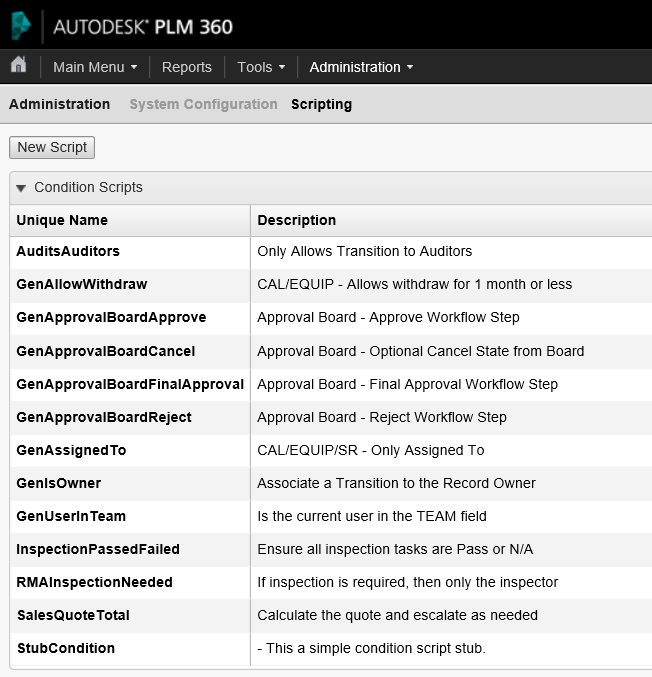 AUTODESK® PLM 360
Main Menu Reports Tools Administration
Administration System Configuration Scripting
New Script
Condition Scripts
Unique Name Description
AuditsAuditors Only Allows Transition to Auditors
GenAllowWithdraw CAL/EQUIP - Allows withdraw for 1 month or less
GenApprovalBoardApprove Approval Board - Approve Workflow Step
GenApprovalBoardCancel Approval Board - Optional Cancel State from Board
GenApprovalBoardFinalApproval Approval Board - Final Approval Workflow Step
GenApprovalBoardReject Approval Board - Reject Workflow Step
GenAssignedTo CAL/EQUIP/SR - Only Assigned To
GenIsOwner Associate a Transition to the Record Owner
GenUserInTeam Is the current user in the TEAM field
InspectionPassedFailed Ensure all inspection tasks are Pass or N/A
RMAInspectionNeeded If inspection is required, then only the inspector
SalesQuoteTotal Calculate the quote and escalate as needed
StubCondition - This a simple condition script stub.